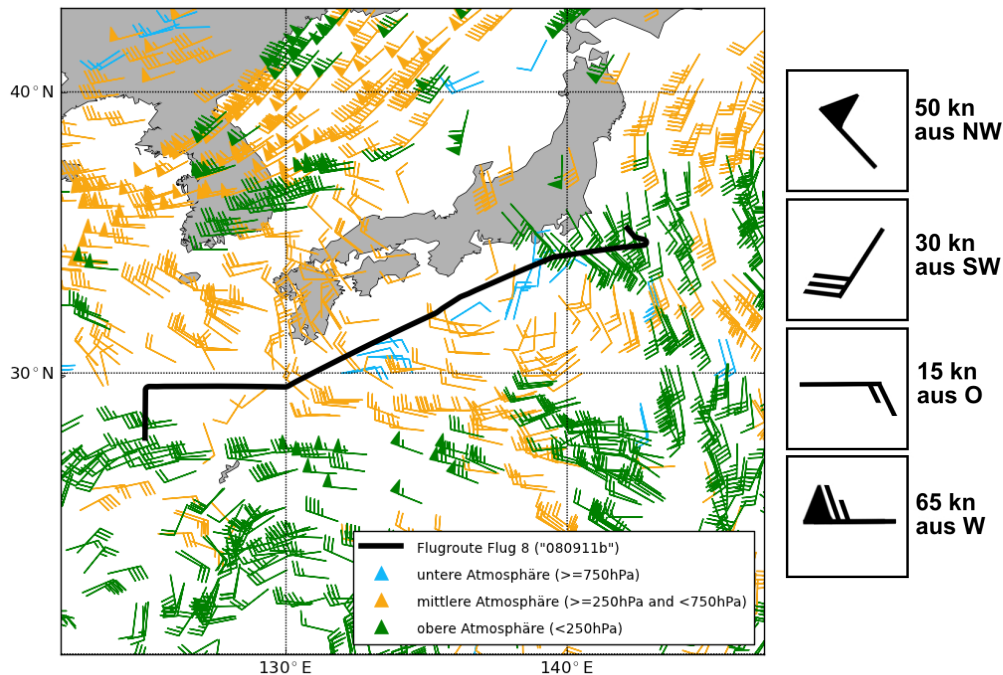 40°N
30°N
130°E
140°E
Flugroute Flug 8 ("080911b")
untere Atmosphäre (>=750hPa)
mittlere Atmosphäre (>=250hPa and <750hPa)
obere Atmosphäre (<250hPa)
50 kn
aus NW
30 kn
aus SW
15 kn
aus O
65 kn
aus W